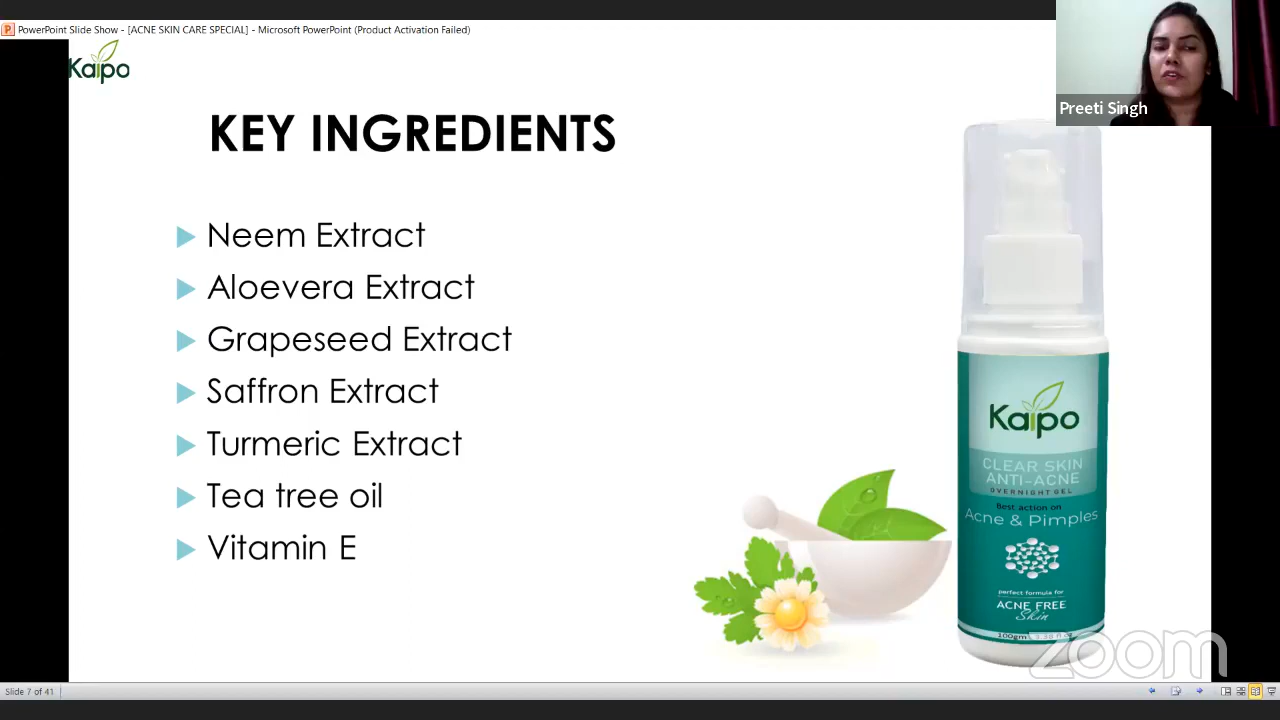 PowerPoint Slide Show - [ACNE SKIN CARE SPECIAL] - Microsoft PowerPoint (Product Activation Failed)
Kaipo
Preeti Singh
KEY INGREDIENTS
Neem Extract
Aloevera Extract
Grapeseed Extract
Saffron Extract
Turmeric Extract
Tea tree oil
Vitamin E
Kaipo
CLEAR SKIN
ANTI-ACNE
OVERNIGHT GEL
Best action on
Acne & Pimples
perfect formula for
ACNE FREE
Skin
100gm
zoom
Slide 7 of 41